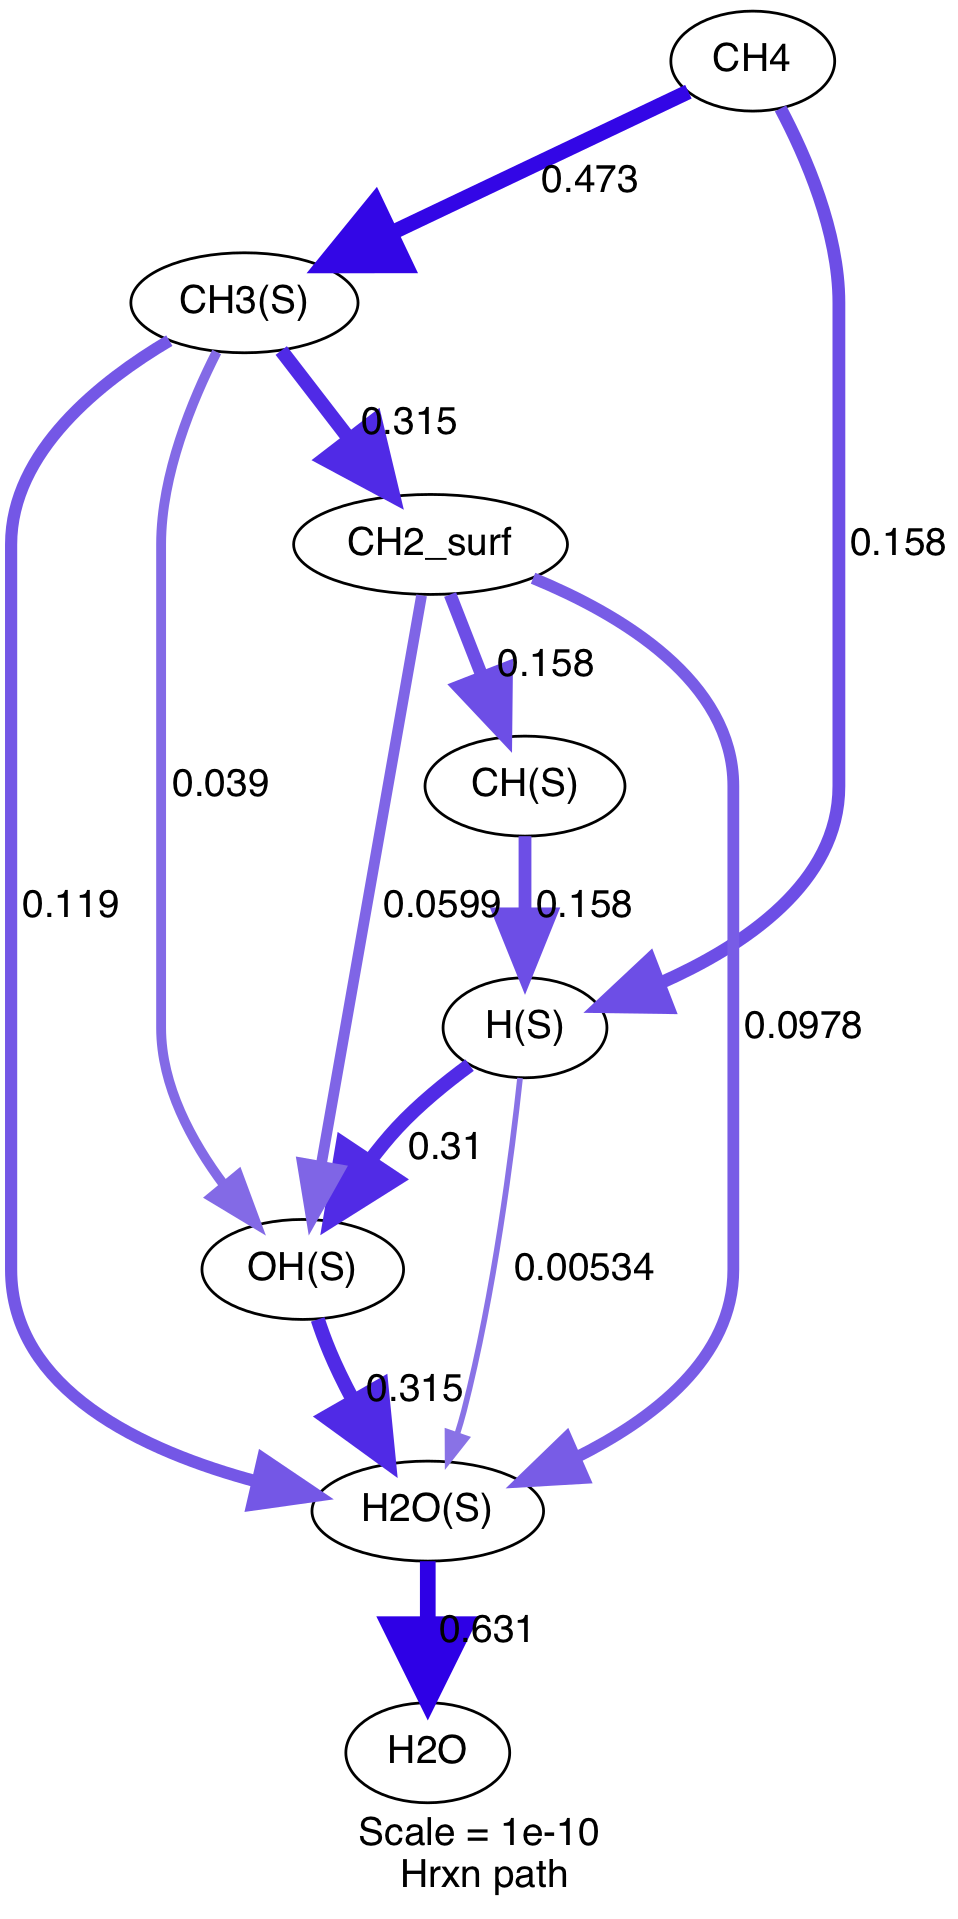 CH4
0.473
CH3(S)
0.315
CH2_surf
0.158
0.158
CH(S)
0.039
0.119
0.0599
0.158
H(S)
0.0978
0.31
OH(S)
0.00534
0.315
H2O(S)
0.631
H2O
Scale = 1e-10
Hrxn path